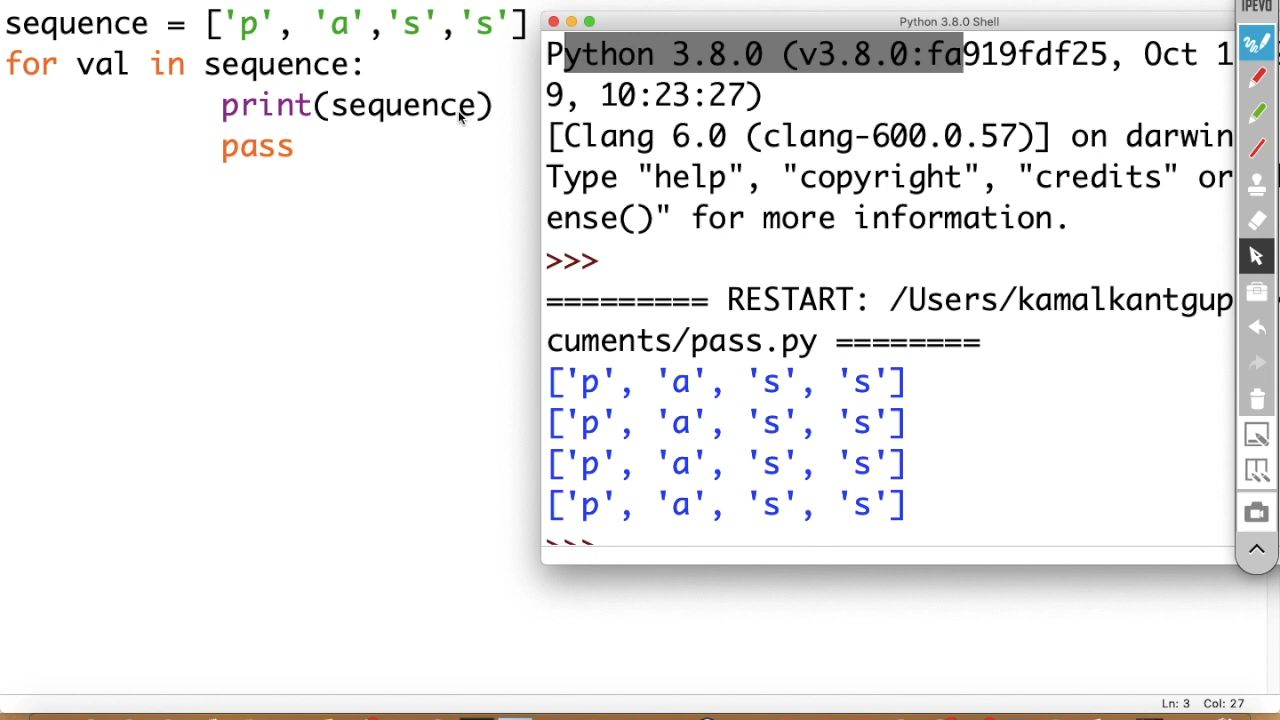 sequence = ['p', 'a','s','s']
for val in sequence:
print(sequence)
pass
Python 3.8.0 Shell
Python 3.8.0 (v3.8.0:fa919fdf25, Oct 1
9, 10:23:27)
[Clang 6.0 (clang-600.0.57)] on darwin
Type "help", "copyright", "credits" or
ense()" for more information.
>>>
========= RESTART: /Users/kamalkantgup
cuments/pass.py ========
['p', 'a', 's', 's']
['p', 'a', 's', 's']
['p', 'a', 's', 's']
['p', 'a', 's', 's']
>>>
IPEVO
Ln: 3 Col: 27